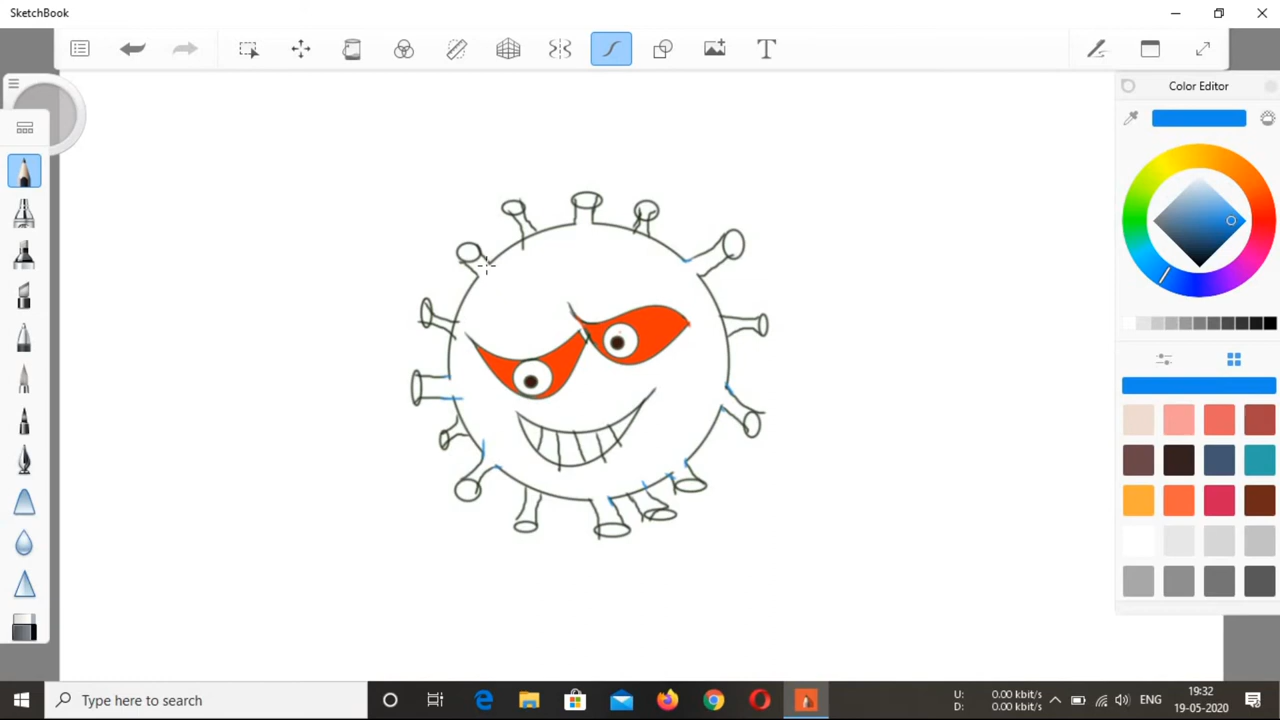 SketchBook
T
Color Editor
Type here to search
U: 0.00 kbit/s
D: 0.00 kbit/s
ENG
19:32
19-05-2020